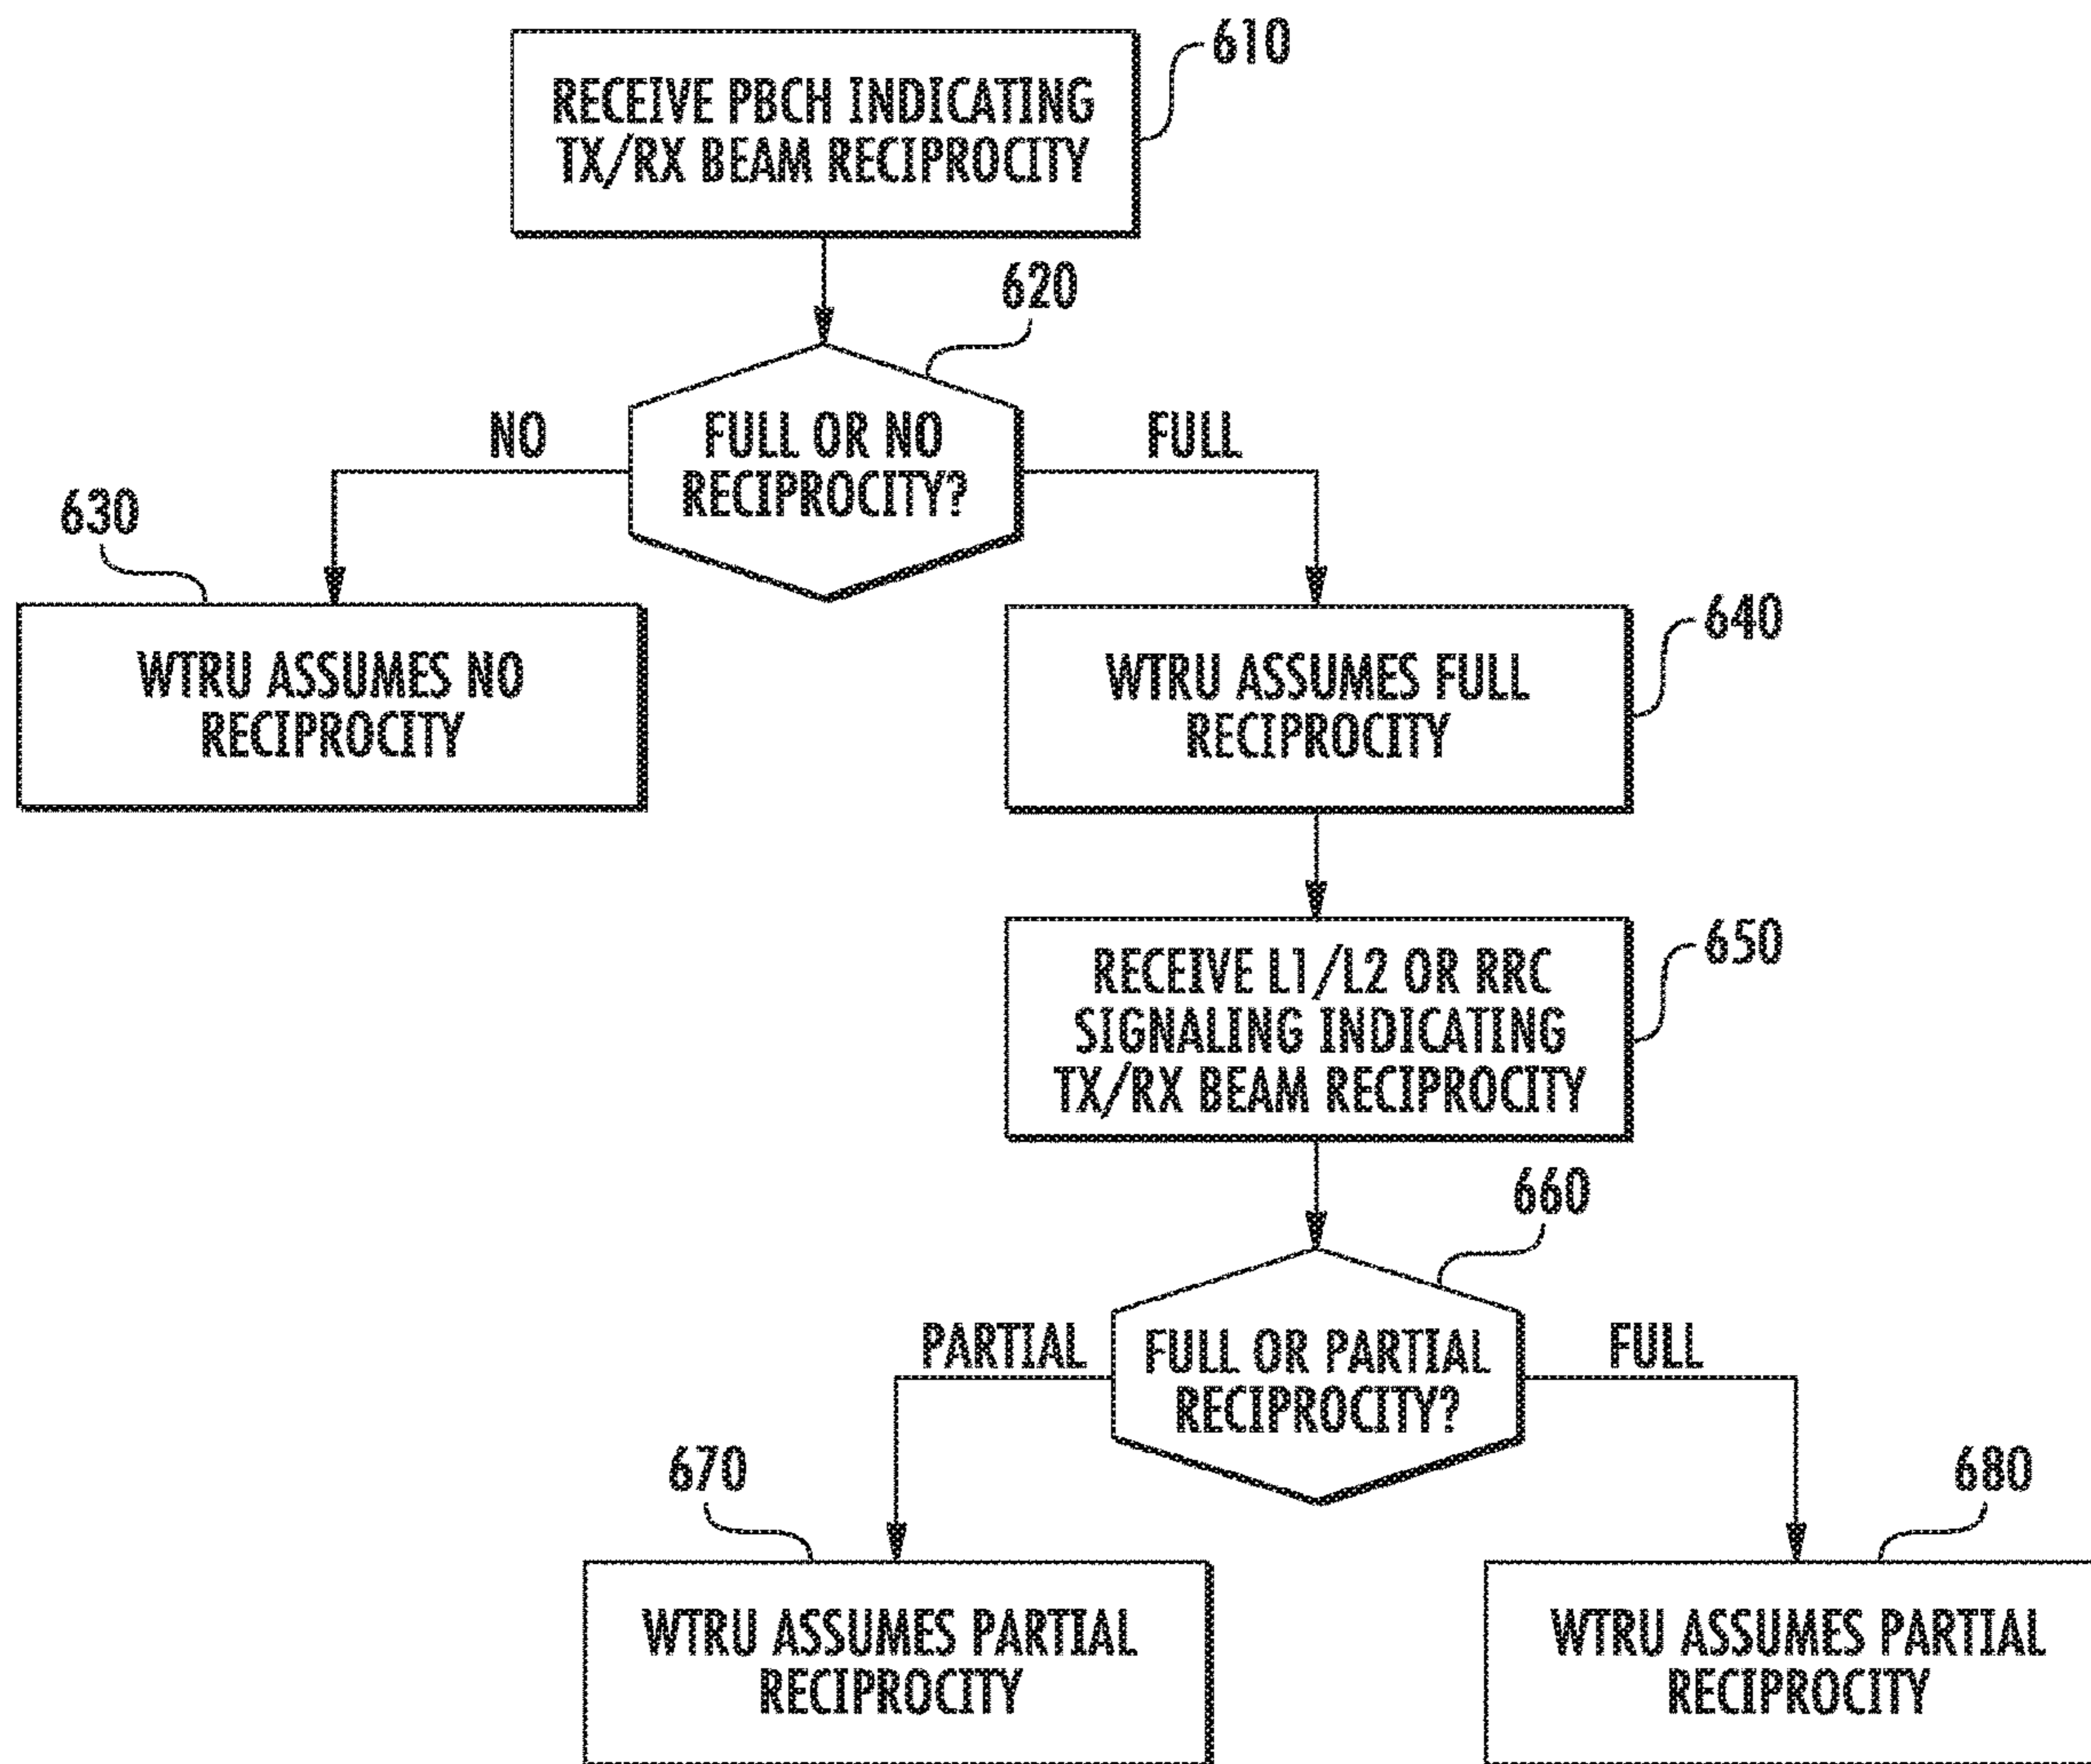 610
RECEIVE PBCH INDICATING
TX/RX BEAM RECIPROCITY
620
NO
FULL OR NO
RECIPROCITY?
FULL
630
WTRU ASSUMES NO
RECIPROCITY
640
WTRU ASSUMES FULL
RECIPROCITY
650
RECEIVE L1/L2 OR RRC
SIGNALING INDICATING
TX/RX BEAM RECIPROCITY
660
PARTIAL
FULL OR PARTIAL
RECIPROCITY?
FULL
670
WTRU ASSUMES PARTIAL
RECIPROCITY
680
WTRU ASSUMES PARTIAL
RECIPROCITY